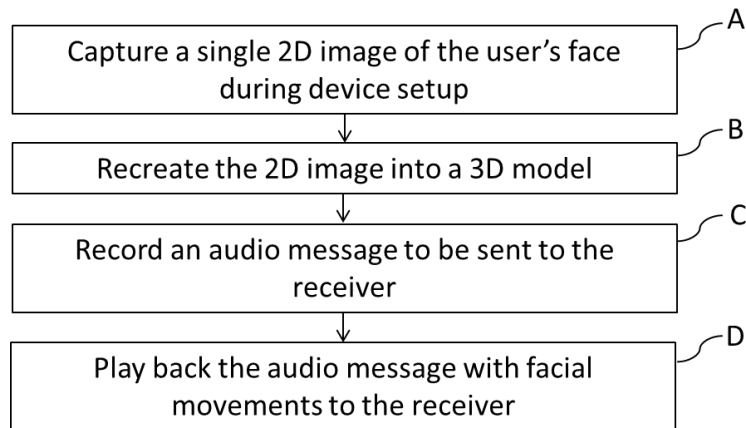 A
Capture a single 2D image of the user's face
during device setup
B
Recreate the 2D image into a 3D model
C
Record an audio message to be sent to the
receiver
D
Play back the audio message with facial
movements to the receiver